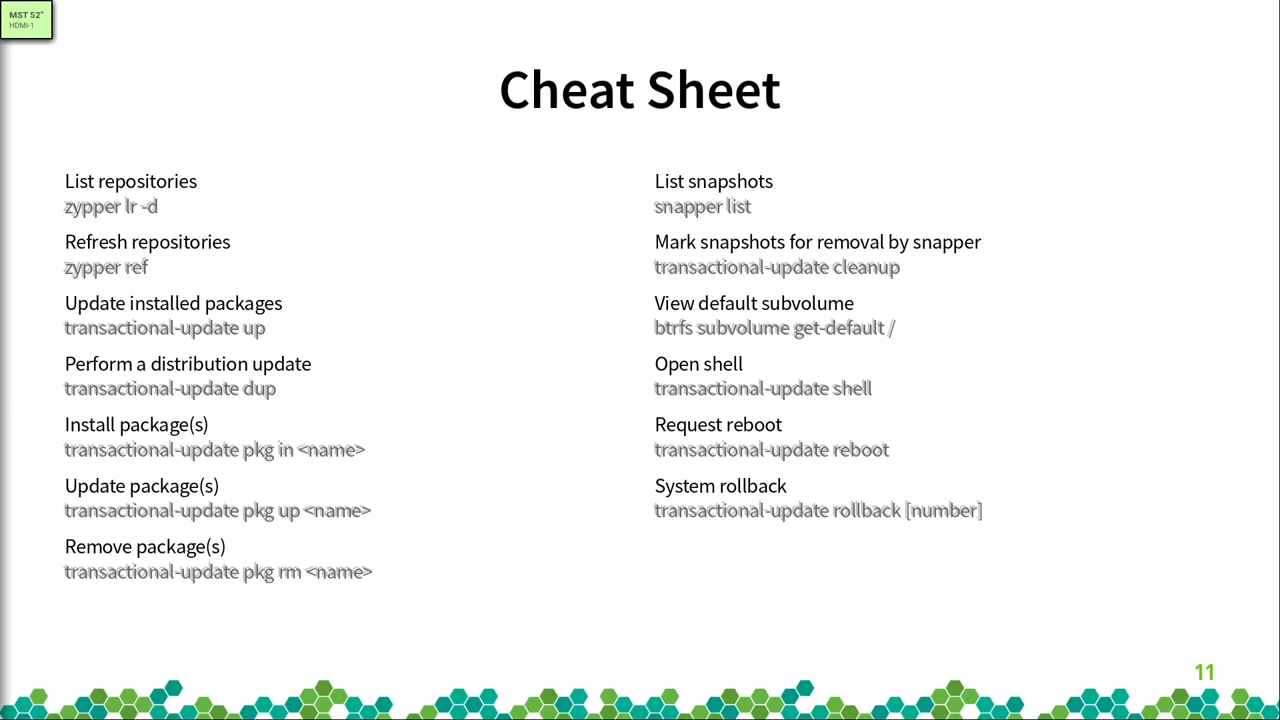 MST 52"
HDMI-1
Cheat Sheet
List repositories
zypper lr -d
Refresh repositories
zypper ref
Update installed packages
transactional-update up
Perform a distribution update
transactional-update dup
Install package(s)
transactional-update pkg in <name>
Update package(s)
transactional-update pkg up <name>
Remove package(s)
transactional-update pkg rm <name>
List snapshots
snapper list
Mark snapshots for removal by snapper
transactional-update cleanup
View default subvolume
btrfs subvolume get-default /
Open shell
transactional-update shell
Request reboot
transactional-update reboot
System rollback
transactional-update rollback [number]
11